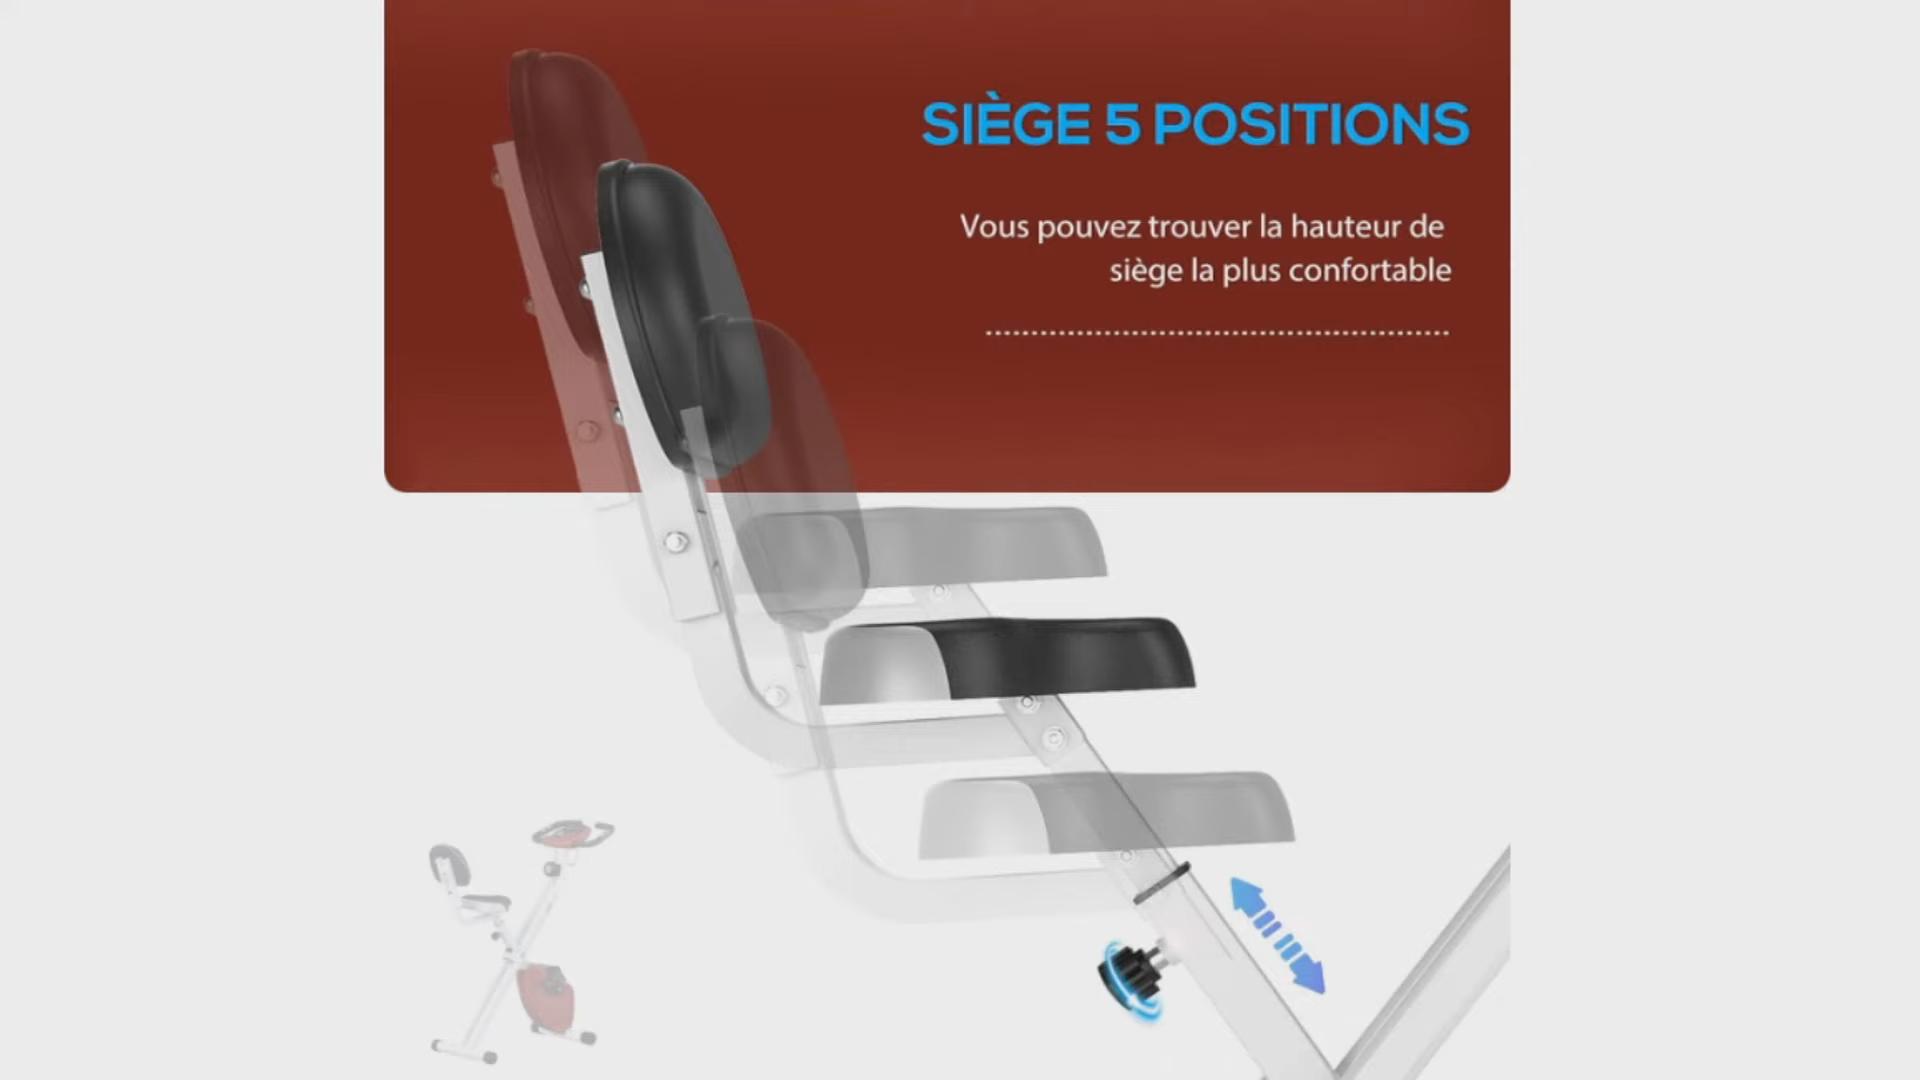 SIÈGE 5 POSITIONS
Vous pouvez trouver la hauteur de
siège la plus confortable